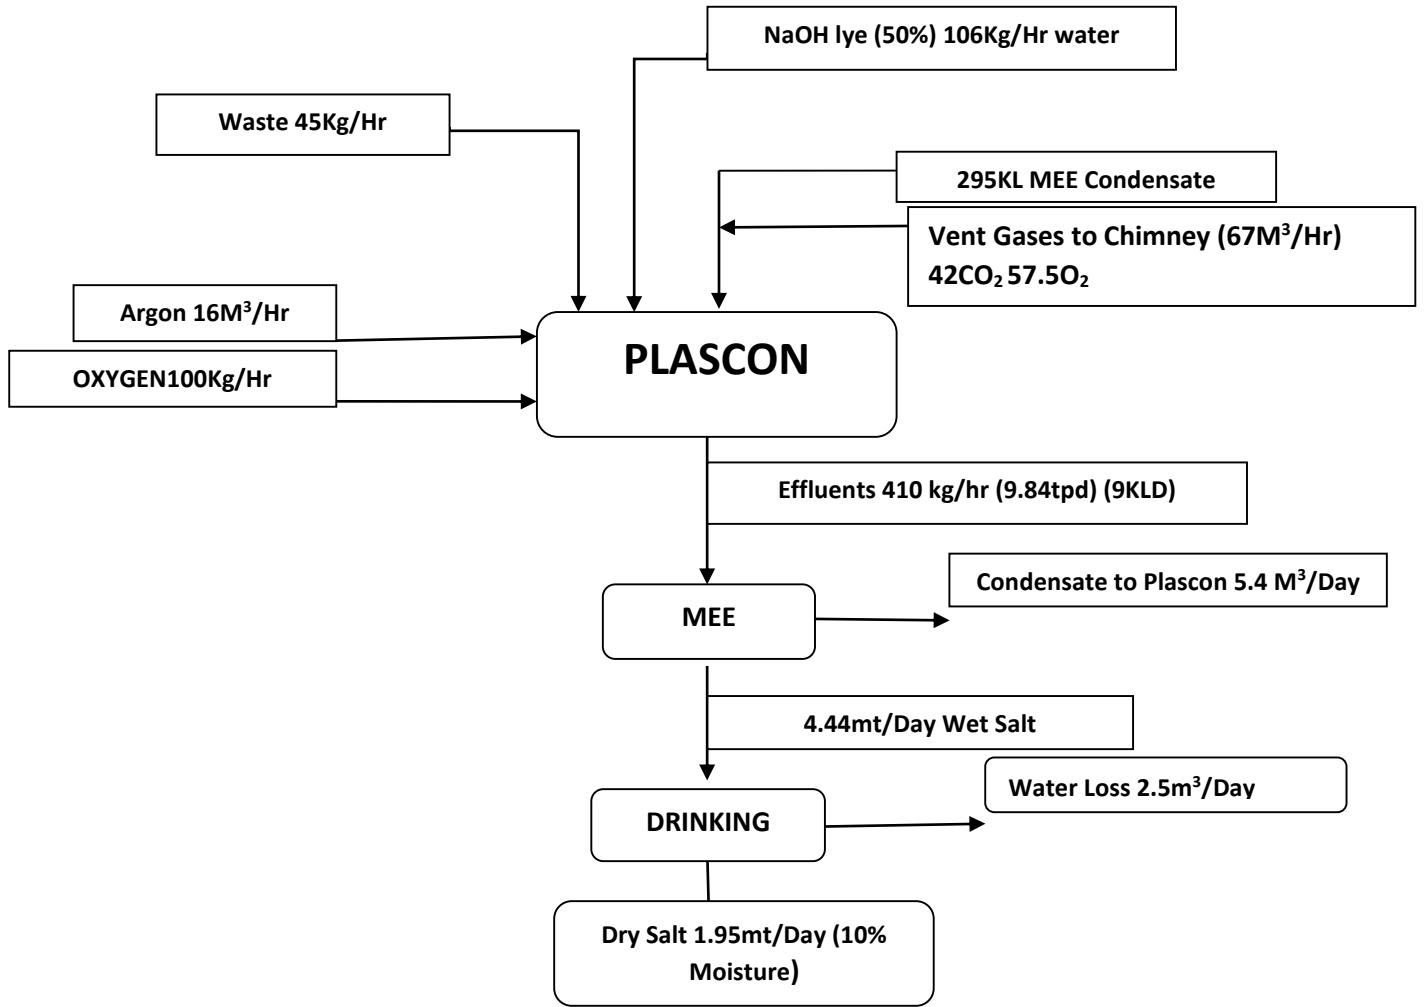 NaOH lye (50%) 106Kg/Hr water
Waste 45Kg/Hr
295KL MEE Condensate
Vent Gases to Chimney (67M³/Hr)
42CO₂ 57.5O₂
Argon 16M³/Hr
OXYGEN100Kg/Hr
PLASCON
Effluents 410 kg/hr (9.84tpd) (9KLD)
Condensate to Plascon 5.4 M³/Day
MEE
4.44mt/Day Wet Salt
Water Loss 2.5m³/Day
DRINKING
Dry Salt 1.95mt/Day (10%
Moisture)